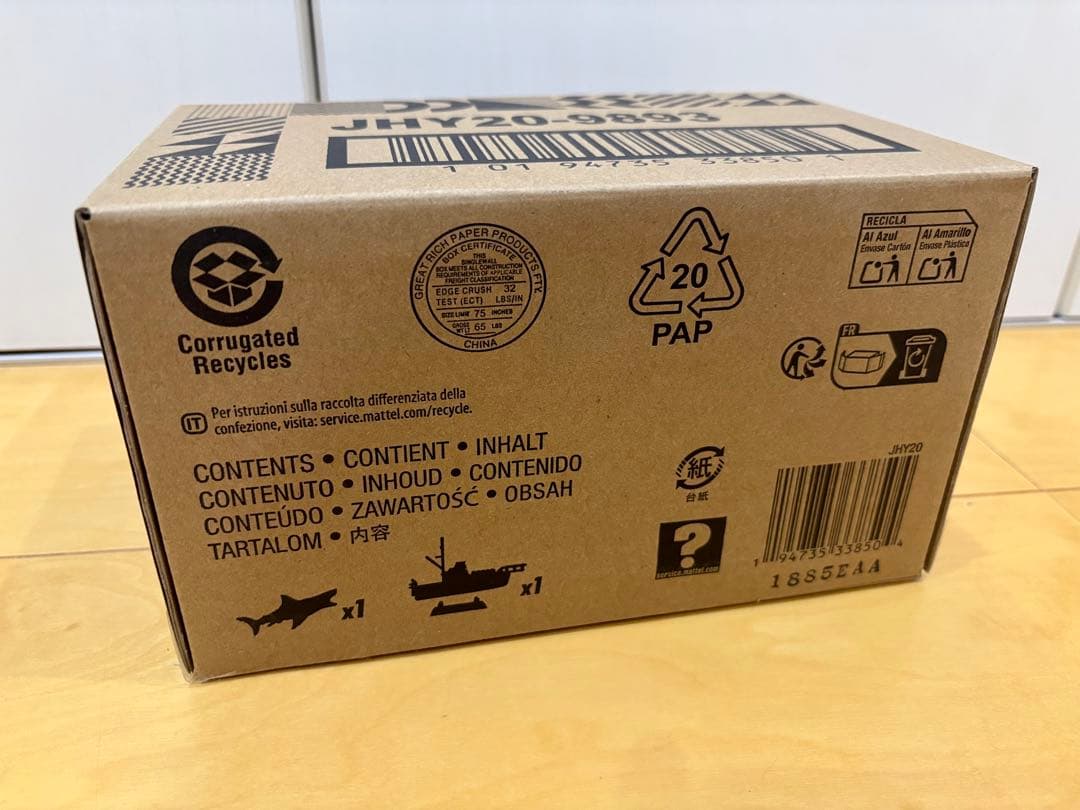 JHY20-9893
1 01 94735 33850 1
Corrugated
Recycles
GREAT RICH PAPER PRODUCTS FTY.
BOX CERTIFICATE
THIS
SINGLEWALL
BOX MEETS ALL CONSTRUCTION
REQUIREMENTS OF APPLICABLE
FREIGHT CLASSIFICATION
EDGE CRUSH 32
TEST (ECT) LBS/IN
SIZE LIMIT 75 INCHES
GROSS
WT LT 65 LBS
CHINA
20
PAP
RECICLA
Al Azul
Envase Cartón
Al Amarillo
Envase Plástico
FR
IT
Per istruzioni sulla raccolta differenziata della
confezione, visita: service.mattel.com/recycle.
CONTENTS • CONTIENT • INHALT
CONTENUTO • INHOUD • CONTENIDO
CONTEÚDO • ZAWARTOŚĆ • OBSAH
TARTALOM • 内容
x1
x1
紙
台紙
?
service.mattel.com
JHY20
1 94735 33850 4
1885EAA